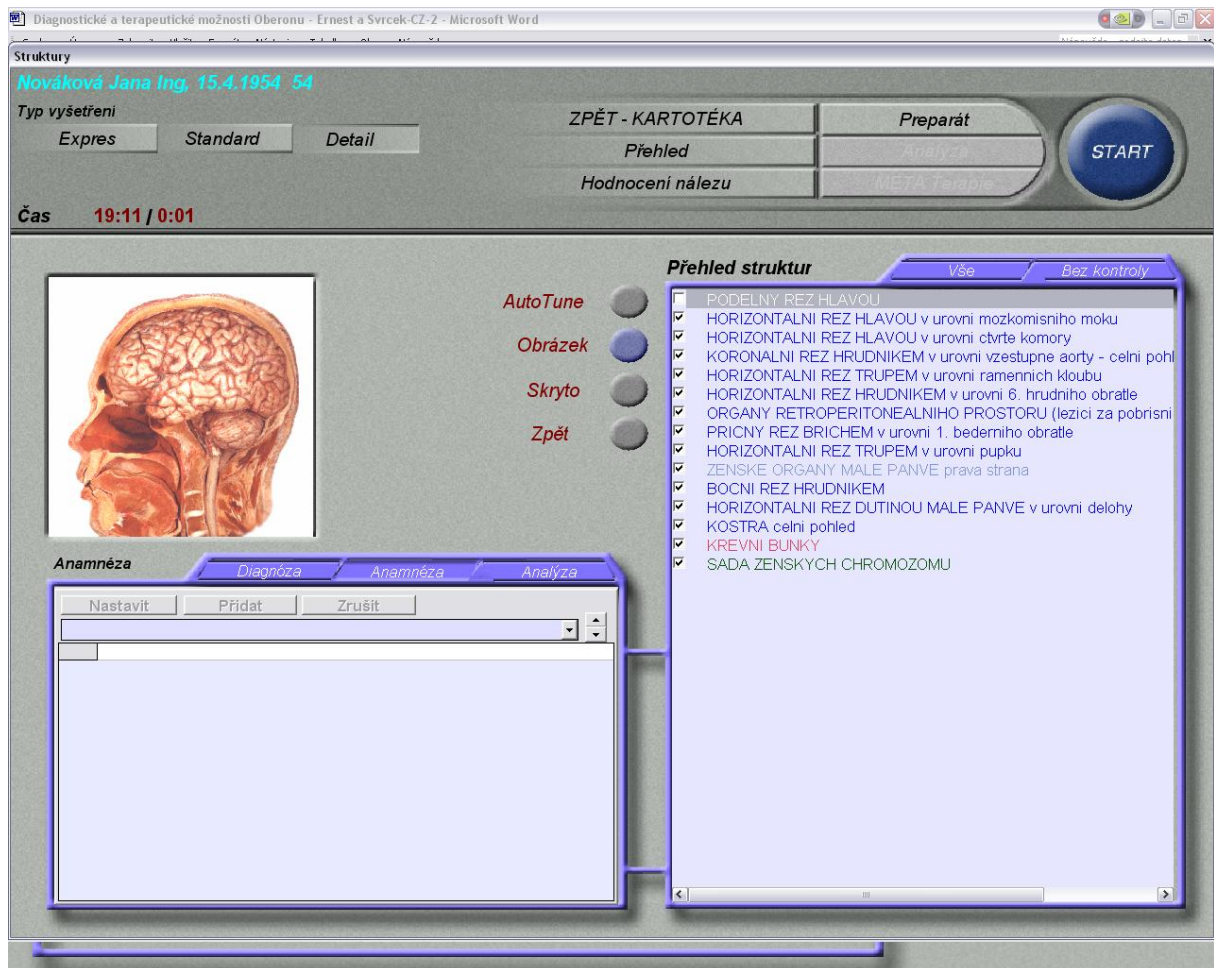 Diagnostické a terapeutické možnosti Oberonu - Ernest a Svrcek-CZ-2 - Microsoft Word
Struktury
Nováková Jana Ing, 15.4.1954 54
Typ vyšetření
Expres Standard Detail
ZPĚT - KARTOTÉKA Preparát
Přehled Analýza
Hodnocení nálezu META Terapie
START
Čas 19:11 / 0:01
Přehled struktur Vše Bez kontroly
AutoTune
Obrázek
Skryto
Zpět
PODELNY REZ HLAVOU
HORIZONTALNI REZ HLAVOU v urovni mozkomisniho moku
HORIZONTALNI REZ HLAVOU v urovni ctvrte komory
KORONALNI REZ HRUDNIKEM v urovni vzestupne aorty - celni pohl
HORIZONTALNI REZ TRUPEM v urovni ramennich kloubu
HORIZONTALNI REZ HRUDNIKEM v urovni 6. hrudniho obratle
ORGANY RETROPERITONEALNIHO PROSTORU (lezici za pobrisni
PRICNY REZ BRICHEM v urovni 1. bederniho obratle
HORIZONTALNI REZ TRUPEM v urovni pupku
ZENSKE ORGANY MALE PANVE prava strana
BOCNI REZ HRUDNIKEM
HORIZONTALNI REZ DUTINOU MALE PANVE v urovni delohy
KOSTRA celni pohled
KREVNI BUNKY
SADA ZENSKYCH CHROMOZOMU
Anamnéza Diagnóza Anamnéza Analýza
Nastavit Přidat Zrušit